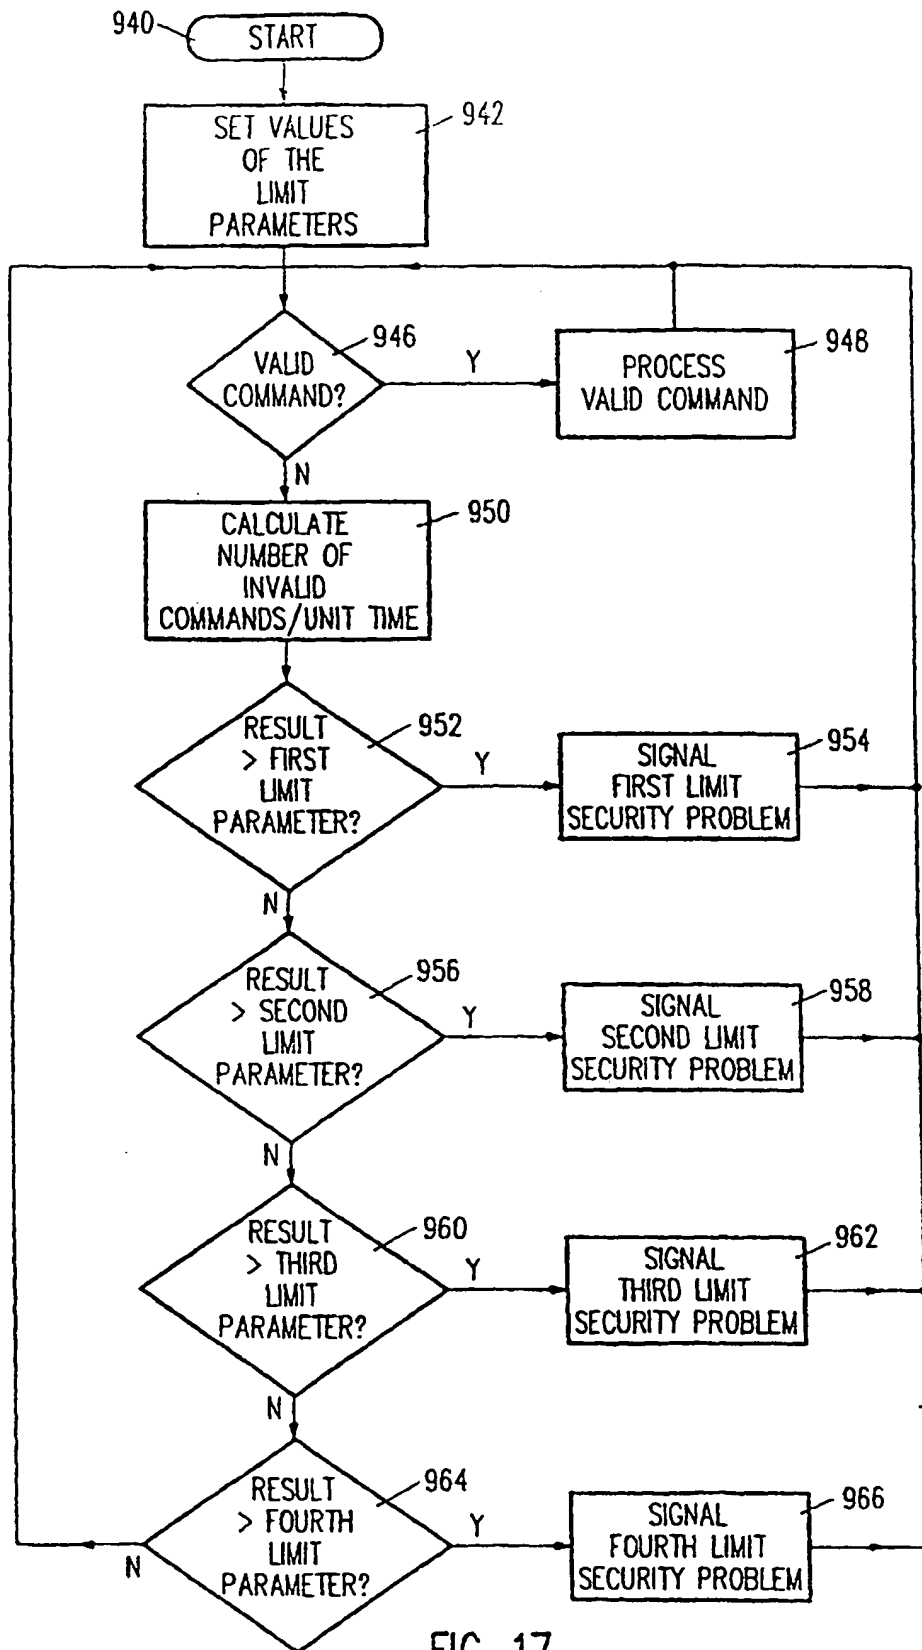 940
START
942
SET VALUES
OF THE
LIMIT
PARAMETERS
946
VALID
COMMAND?
Y
948
PROCESS
VALID COMMAND
N
950
CALCULATE
NUMBER OF
INVALID
COMMANDS/UNIT TIME
952
RESULT
> FIRST
LIMIT
PARAMETER?
Y
954
SIGNAL
FIRST LIMIT
SECURITY PROBLEM
N
956
RESULT
> SECOND
LIMIT
PARAMETER?
Y
958
SIGNAL
SECOND LIMIT
SECURITY PROBLEM
N
960
RESULT
> THIRD
LIMIT
PARAMETER?
Y
962
SIGNAL
THIRD LIMIT
SECURITY PROBLEM
N
964
RESULT
> FOURTH
LIMIT
PARAMETER?
Y
966
SIGNAL
FOURTH LIMIT
SECURITY PROBLEM
N
FIG. 17